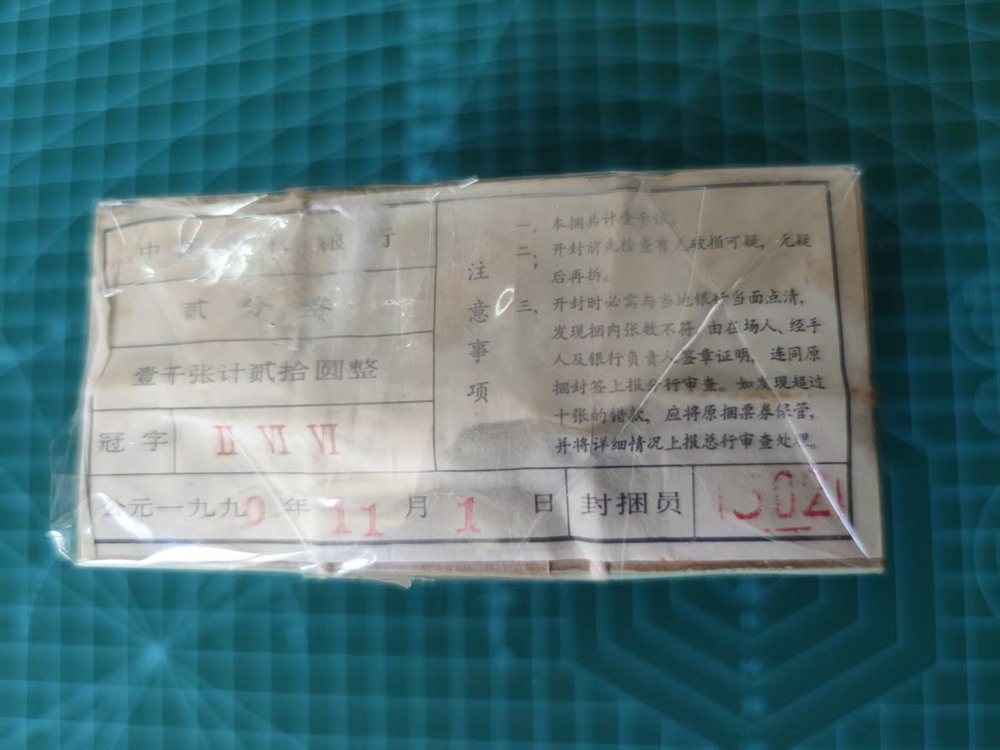 中 银行
贰分券
壹千张计贰拾圆整
冠字 Ⅱ Ⅵ Ⅵ
公元一九九0年 11 月 1 日 封捆员
注意事项
一、本捆共计壹千张。
二、开封前先检查有 破损可疑，无疑
后再拆。
三、开封时必需与当地银行当面点清，
发现捆内张数不符，由在场人、经手
人及银行负责人签章证明，连同原
捆封签上报分行审查。如发现超过
十张的错款，应将原捆票券保管，
并将详细情况上报总行审查处理。